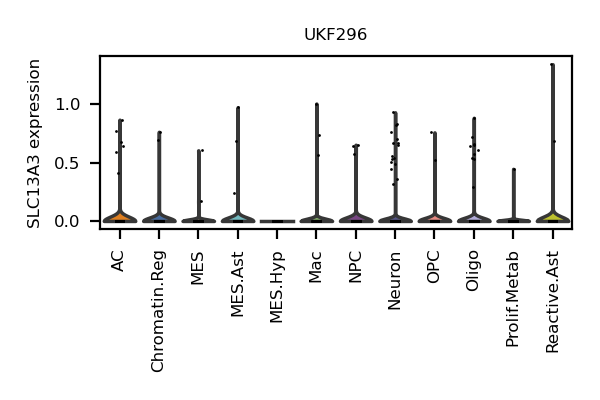 UKF296
SLC13A3 expression
1.0
0.5
0.0
AC
Chromatin.Reg
MES
MES.Ast
MES.Hyp
Mac
NPC
Neuron
OPC
Oligo
Prolif.Metab
Reactive.Ast